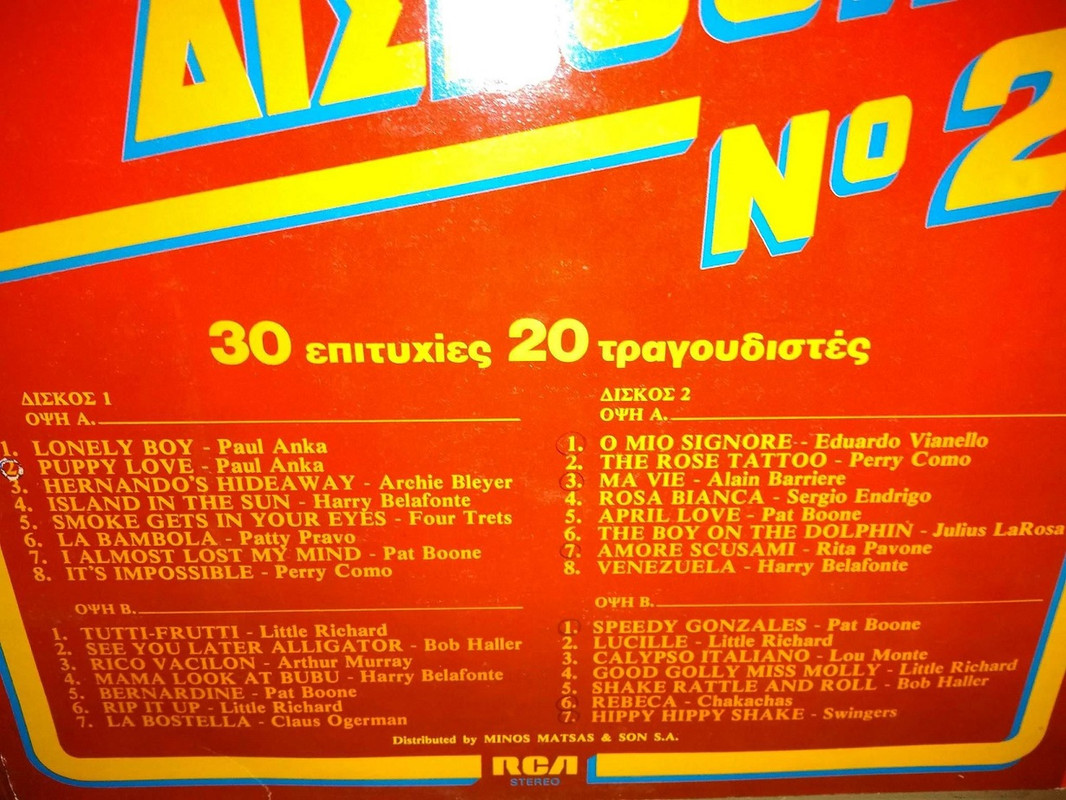 Νο 2
30 επιτυχίες 20 τραγουδιστές
ΔΙΣΚΟΣ 1
ΟΨΗ Α.
1. LONELY BOY - Paul Anka
2. PUPPY LOVE - Paul Anka
3. HERNANDO'S HIDEAWAY - Archie Bleyer
4. ISLAND IN THE SUN - Harry Belafonte
5. SMOKE GETS IN YOUR EYES - Four Trets
6. LA BAMBOLA - Patty Pravo
7. I ALMOST LOST MY MIND - Pat Boone
8. IT'S IMPOSSIBLE - Perry Como
ΟΨΗ Β.
1. TUTTI-FRUTTI - Little Richard
2. SEE YOU LATER ALLIGATOR - Bob Haller
3. RICO VACILON - Arthur Murray
4. MAMA LOOK AT BUBU - Harry Belafonte
5. BERNARDINE - Pat Boone
6. RIP IT UP - Little Richard
7. LA BOSTELLA - Claus Ogerman
ΔΙΣΚΟΣ 2
ΟΨΗ Α.
1. O MIO SIGNORE - Eduardo Vianello
2. THE ROSE TATTOO - Perry Como
3. MA VIE - Alain Barriere
4. ROSA BIANCA - Sergio Endrigo
5. APRIL LOVE - Pat Boone
6. THE BOY ON THE DOLPHIN - Julius LaRosa
7. AMORE SCUSAMI - Rita Pavone
8. VENEZUELA - Harry Belafonte
ΟΨΗ Β.
1. SPEEDY GONZALES - Pat Boone
2. LUCILLE - Little Richard
3. CALYPSO ITALIANO - Lou Monte
4. GOOD GOLLY MISS MOLLY - Little Richard
5. SHAKE RATTLE AND ROLL - Bob Haller
6. REBECA - Chakachas
7. HIPPY HIPPY SHAKE - Swingers
Distributed by MINOS MATSAS & SON S.A.
RCA
STEREO